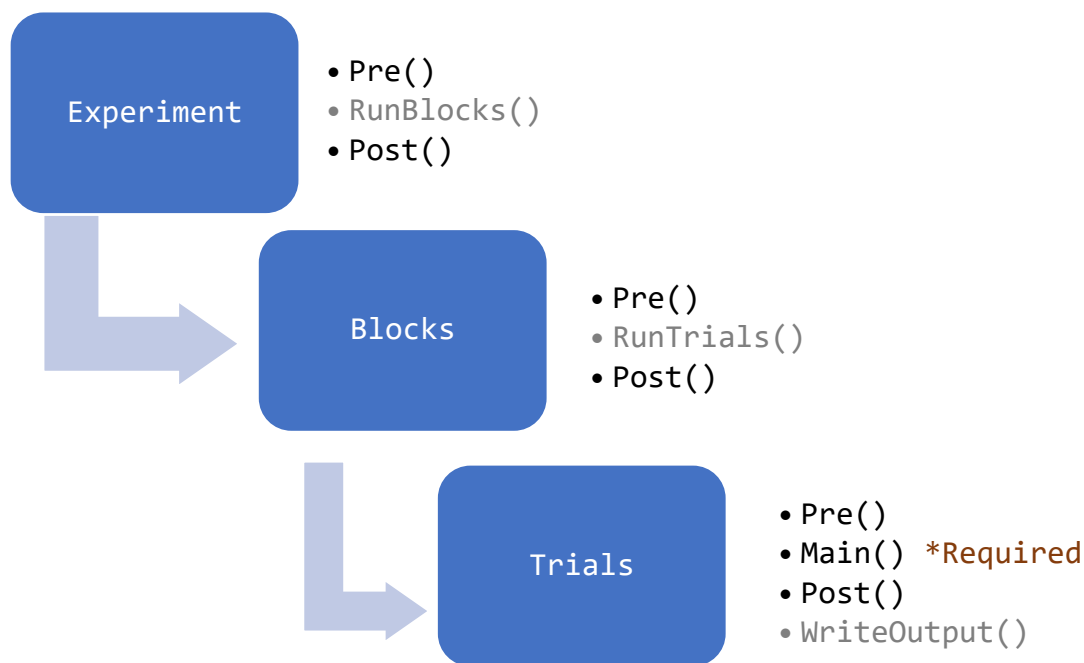 Experiment
• Pre()
• RunBlocks()
• Post()
Blocks
• Pre()
• RunTrials()
• Post()
Trials
• Pre()
• Main() *Required
• Post()
• WriteOutput()